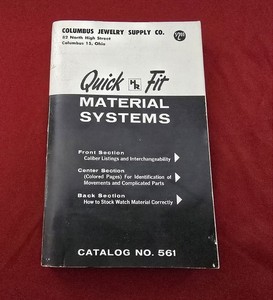 COLUMBUS JEWELRY SUPPLY CO.
52 North High Street
Columbus 15, Ohio
Quick HR Fit
MATERIAL
SYSTEMS
Front Section
Caliber Listings and Interchangeability
Center Section
(Colored Pages) For Identification of
Movements and Complicated Parts
Back Section
How to Stock Watch Material Correctly
CATALOG NO. 561